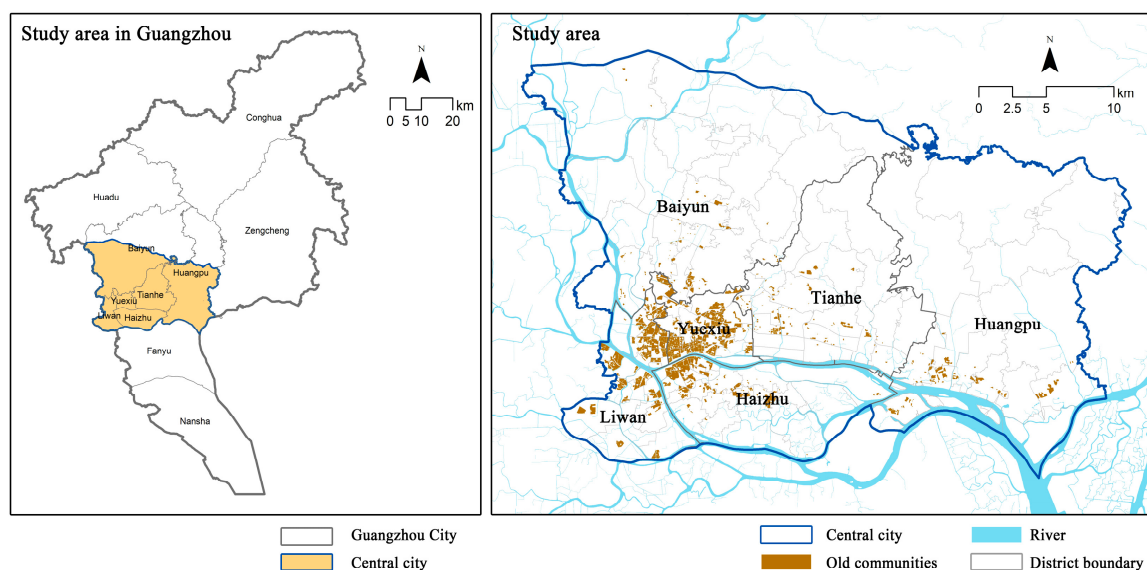 Study area in Guangzhou
N
0 5 10 20 km
Conghua
Huadu
Zengcheng
Baiyun
Huangpu
Tianhe
Yuexiu
Liwan
Haizhu
Fanyu
Nansha
Study area
N
0 2.5 5 10
km
Baiyun
Tianhe
Yuexiu
Huangpu
Haizhu
Liwan
Guangzhou City
Central city
Central city
River
Old communities
District boundary